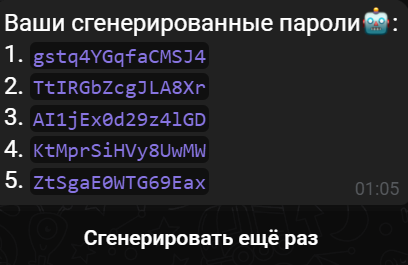 Ваши сгенерированные пароли🤖:
1. gstq4YGqfaCMSJ4
2. TtIRGbZcgJLA8Xr
3. AI1jEx0d29z4lGD
4. KtMprSiHVy8UwMW
5. ZtSgaE0WTG69Eax
01:05
Сгенерировать ещё раз